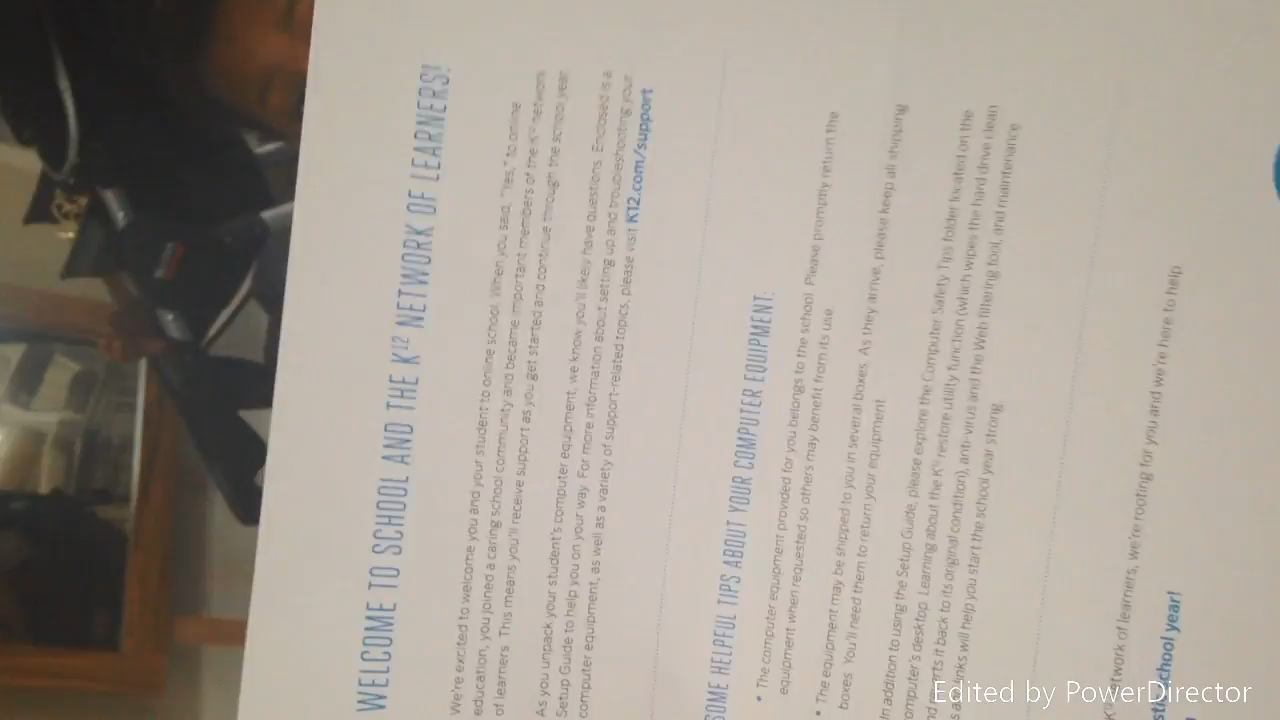 WELCOME TO SCHOOL AND THE K12 NETWORK OF LEARNERS!
We're excited to welcome you and your student to online school. When you said, "Yes," to online
education, you joined a caring school community and became important members of the K12 network
of learners. This means you'll receive support as you get started and continue through the school year.
As you unpack your student's computer equipment, we know you'll likely have questions. Enclosed is a
Setup Guide to help you on your way. For more information about setting up and troubleshooting your
computer equipment, as well as a variety of support-related topics, please visit K12.com/support
SOME HELPFUL TIPS ABOUT YOUR COMPUTER EQUIPMENT:
• The computer equipment provided for you belongs to the school. Please promptly return the
equipment when requested so others may benefit from its use.
• The equipment may be shipped to you in several boxes. As they arrive, please keep all shipping
boxes. You'll need them to return your equipment.
In addition to using the Setup Guide, please explore the Computer Safety Tips folder located on the
omputer's desktop. Learning about the K12 restore utility function (which wipes the hard drive clean
nd rts it back to its original condition), anti-virus and the Web filtering tool, and maintenance
s a nks will help you start the school year strong.
K12 network of learners, we're rooting for you and we're here to help.
school year!
Edited by PowerDirector